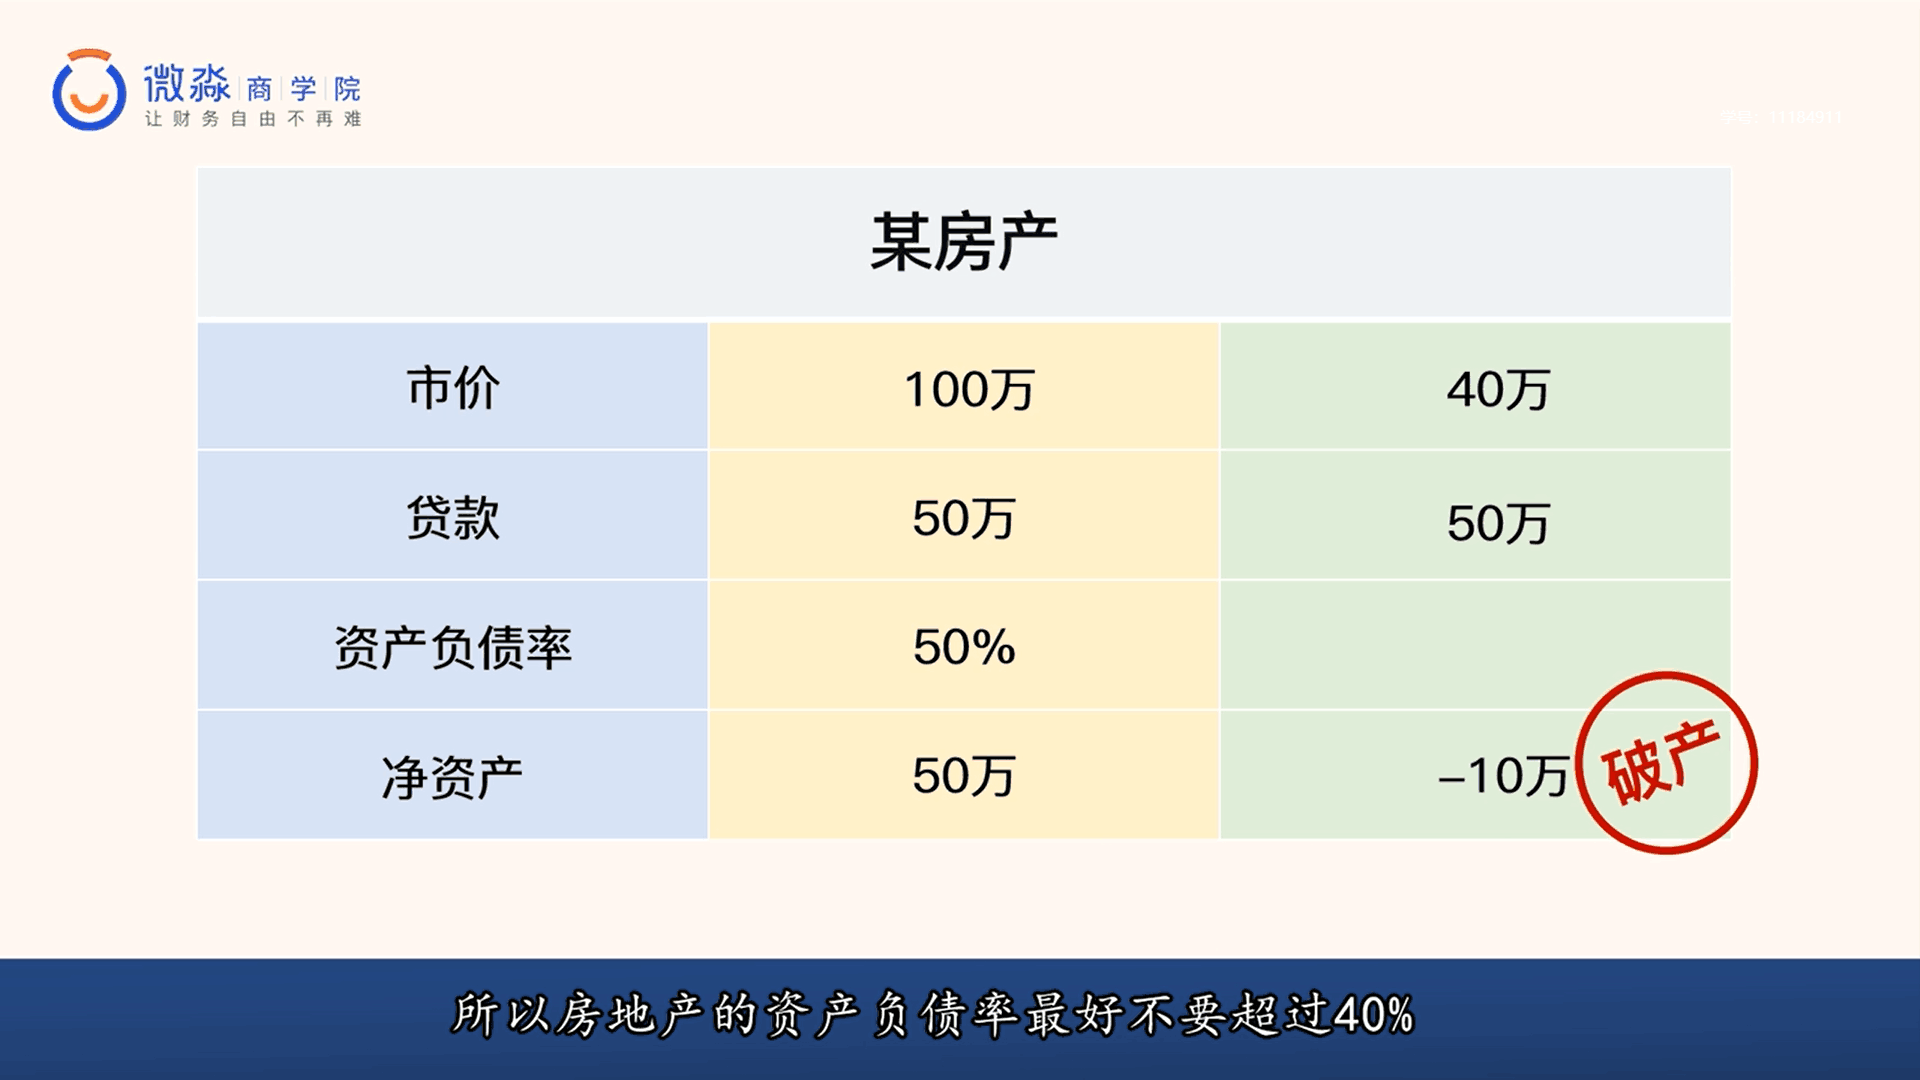 微淼 商 学 院
让财务自由不再难
某房产
市价 100万 40万
贷款 50万 50万
资产负债率 50%
净资产 50万 -10万
破产
所以房地产的资产负债率最好不要超过40%